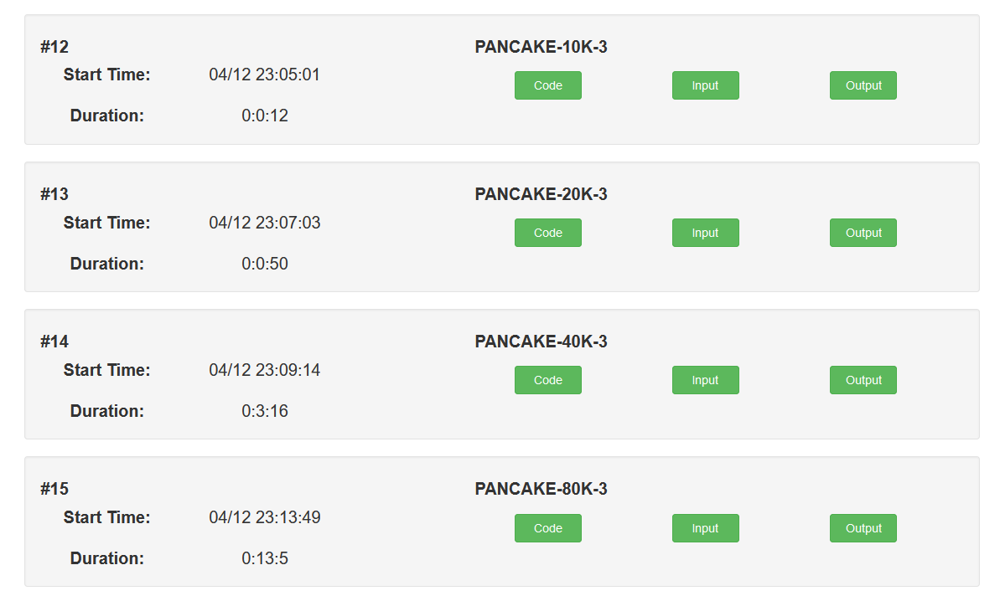 #12 PANCAKE-10K-3
Start Time: 04/12 23:05:01 Code Input Output
Duration: 0:0:12
#13 PANCAKE-20K-3
Start Time: 04/12 23:07:03 Code Input Output
Duration: 0:0:50
#14 PANCAKE-40K-3
Start Time: 04/12 23:09:14 Code Input Output
Duration: 0:3:16
#15 PANCAKE-80K-3
Start Time: 04/12 23:13:49 Code Input Output
Duration: 0:13:5